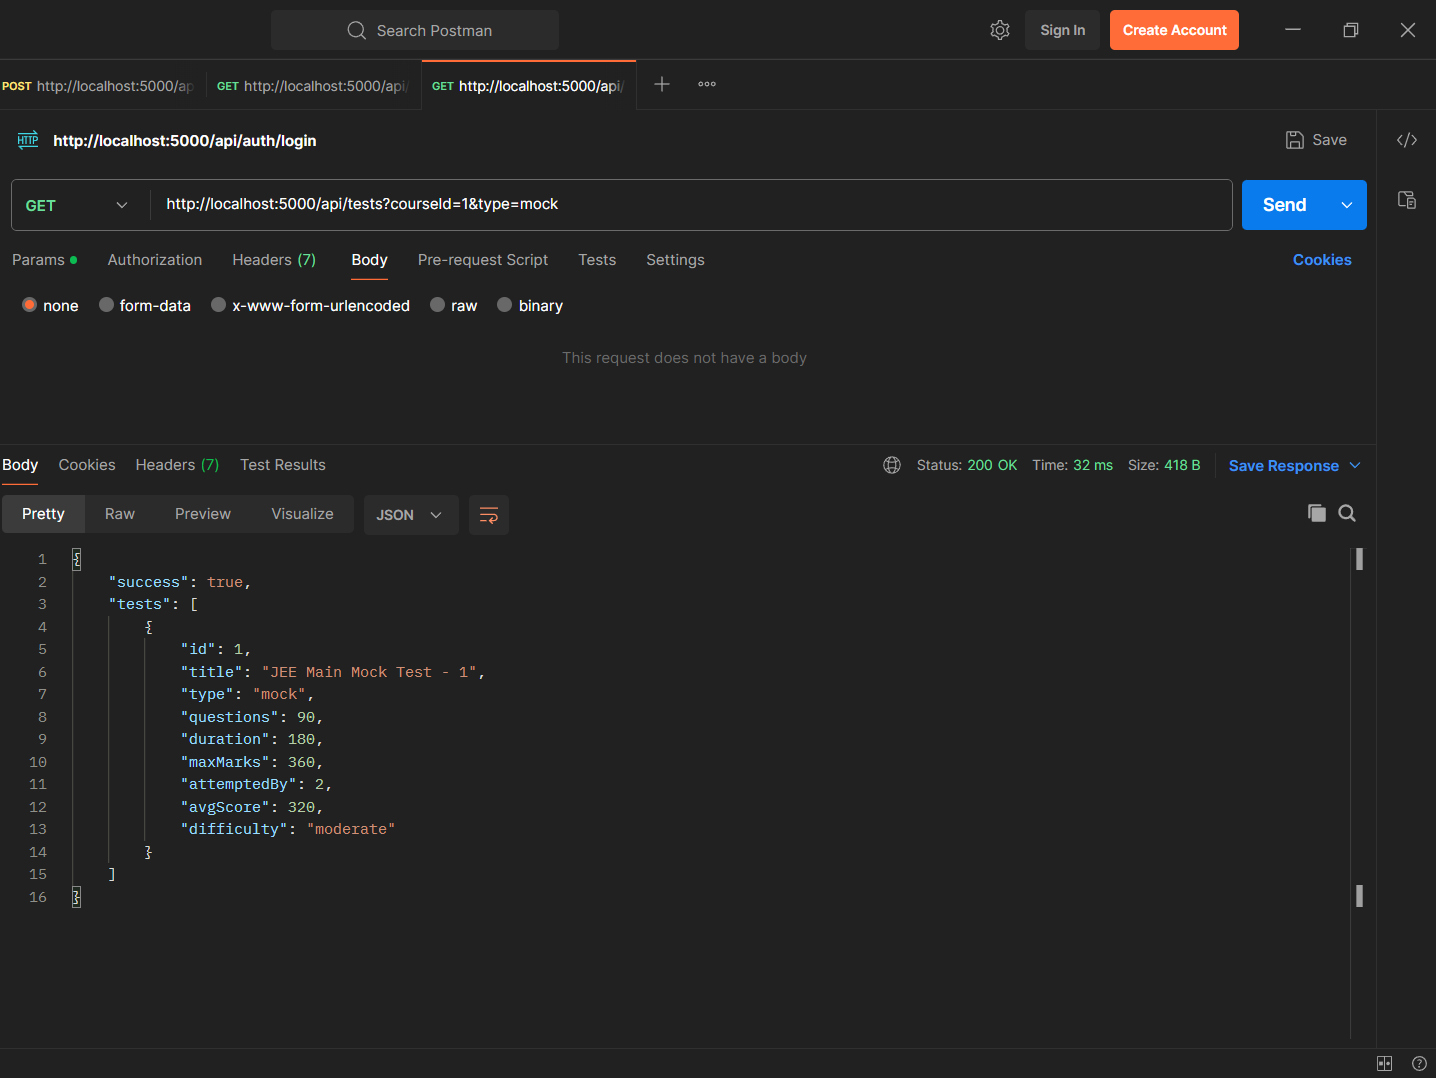 Search Postman
Sign In
Create Account
POST http://localhost:5000/ap
GET http://localhost:5000/api/
GET http://localhost:5000/api/
HTTP http://localhost:5000/api/auth/login
Save
GET
http://localhost:5000/api/tests?courseId=1&type=mock
Send
Params Authorization Headers (7) Body Pre-request Script Tests Settings Cookies
none form-data x-www-form-urlencoded raw binary
This request does not have a body
Body Cookies Headers (7) Test Results Status: 200 OK Time: 32 ms Size: 418 B Save Response
Pretty Raw Preview Visualize JSON
1 {
2 "success": true,
3 "tests": [
4 {
5 "id": 1,
6 "title": "JEE Main Mock Test - 1",
7 "type": "mock",
8 "questions": 90,
9 "duration": 180,
10 "maxMarks": 360,
11 "attemptedBy": 2,
12 "avgScore": 320,
13 "difficulty": "moderate"
14 }
15 ]
16 }